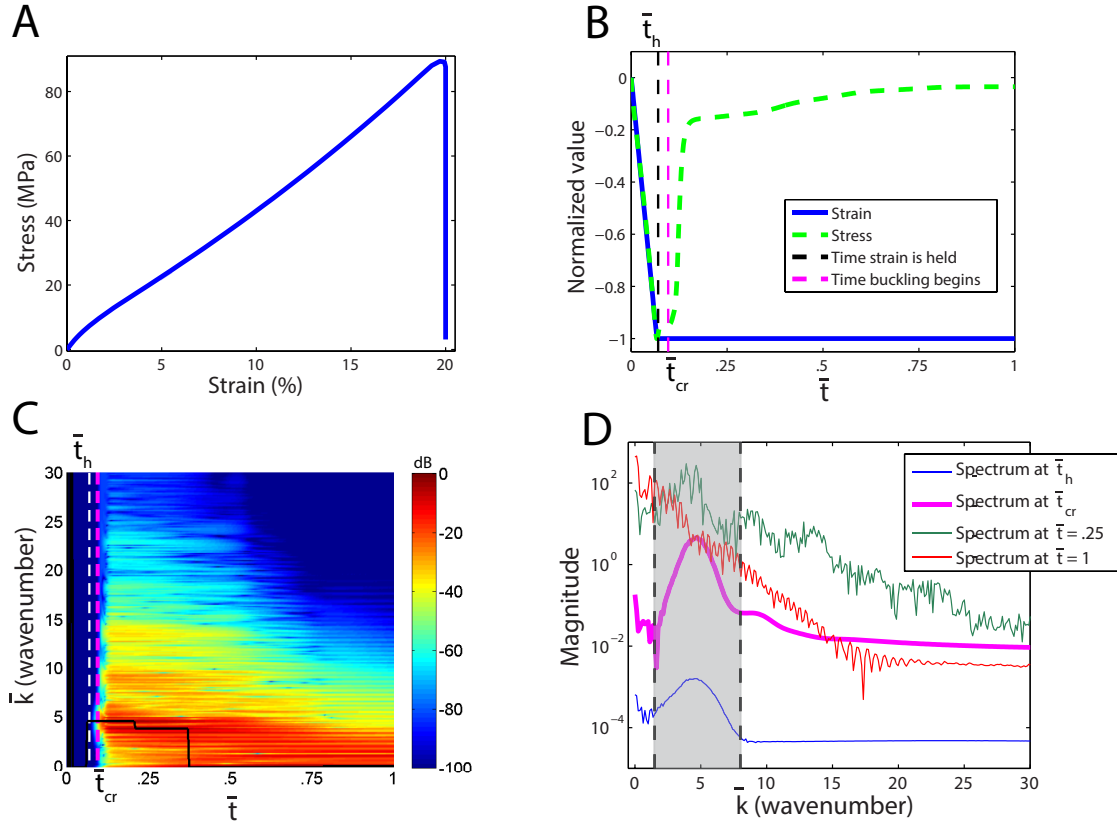 A
Stress (MPa)
80
60
40
20
0
0
5
10
15
20
Strain (%)
B
t̄h
Normalized value
0
−0.2
−0.4
−0.6
−0.8
−1
Strain
Stress
Time strain is held
Time buckling begins
0
.25
.5
.75
1
t̄cr
t̄
C
t̄h
dB
k̄ (wavenumber)
30
25
20
15
10
5
0
0
-20
-40
-60
-80
-100
0
.25
.5
.75
1
t̄cr
t̄
D
Magnitude
10²
10⁰
10⁻²
10⁻⁴
Spectrum at t̄h
Spectrum at t̄cr
Spectrum at t̄ = .25
Spectrum at t̄ = 1
0
5
10
15
20
25
30
k̄ (wavenumber)